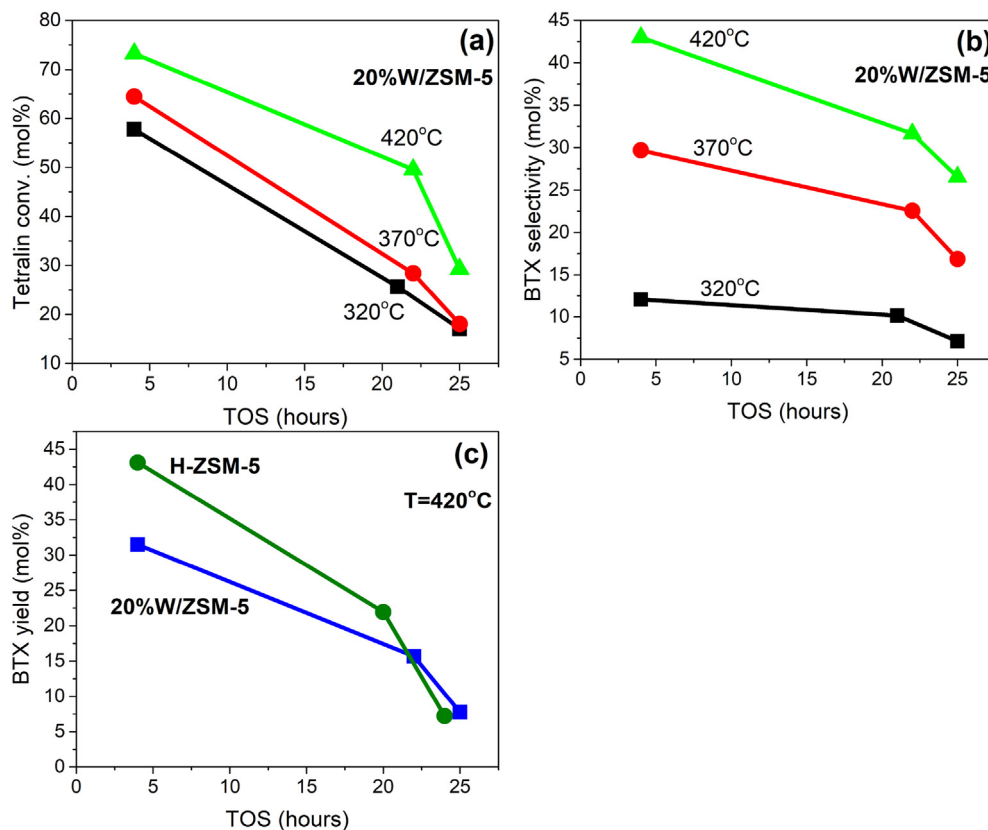 80
70
60
50
40
30
20
10
Tetralin conv. (mol%)
(a)
20%W/ZSM-5
420°C
370°C
320°C
0 5 10 15 20 25
TOS (hours)
45
40
35
30
25
20
15
10
5
BTX selectivity (mol%)
(b)
420°C
20%W/ZSM-5
370°C
320°C
0 5 10 15 20 25
TOS (hours)
45
40
35
30
25
20
15
10
5
0
BTX yield (mol%)
(c)
H-ZSM-5
T=420°C
20%W/ZSM-5
0 5 10 15 20 25
TOS (hours)